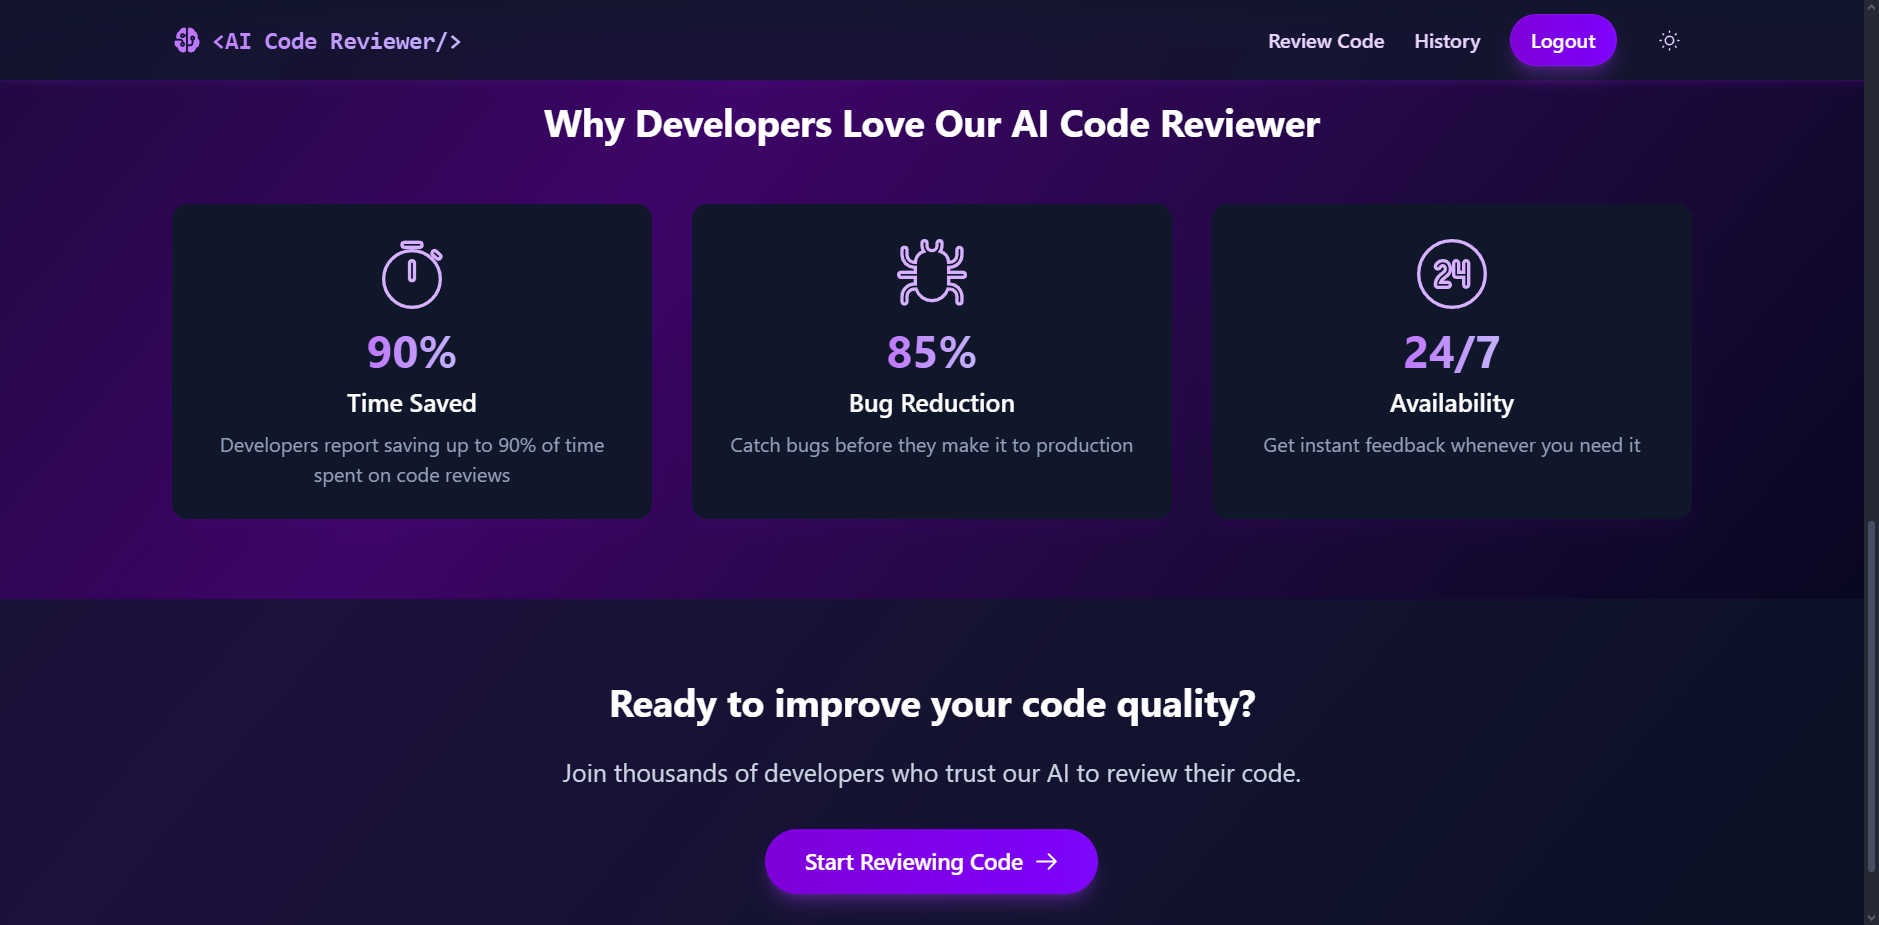 <AI Code Reviewer/>
Review Code
History
Logout
Why Developers Love Our AI Code Reviewer
90%
Time Saved
Developers report saving up to 90% of time
spent on code reviews
85%
Bug Reduction
Catch bugs before they make it to production
24
24/7
Availability
Get instant feedback whenever you need it
Ready to improve your code quality?
Join thousands of developers who trust our AI to review their code.
Start Reviewing Code →